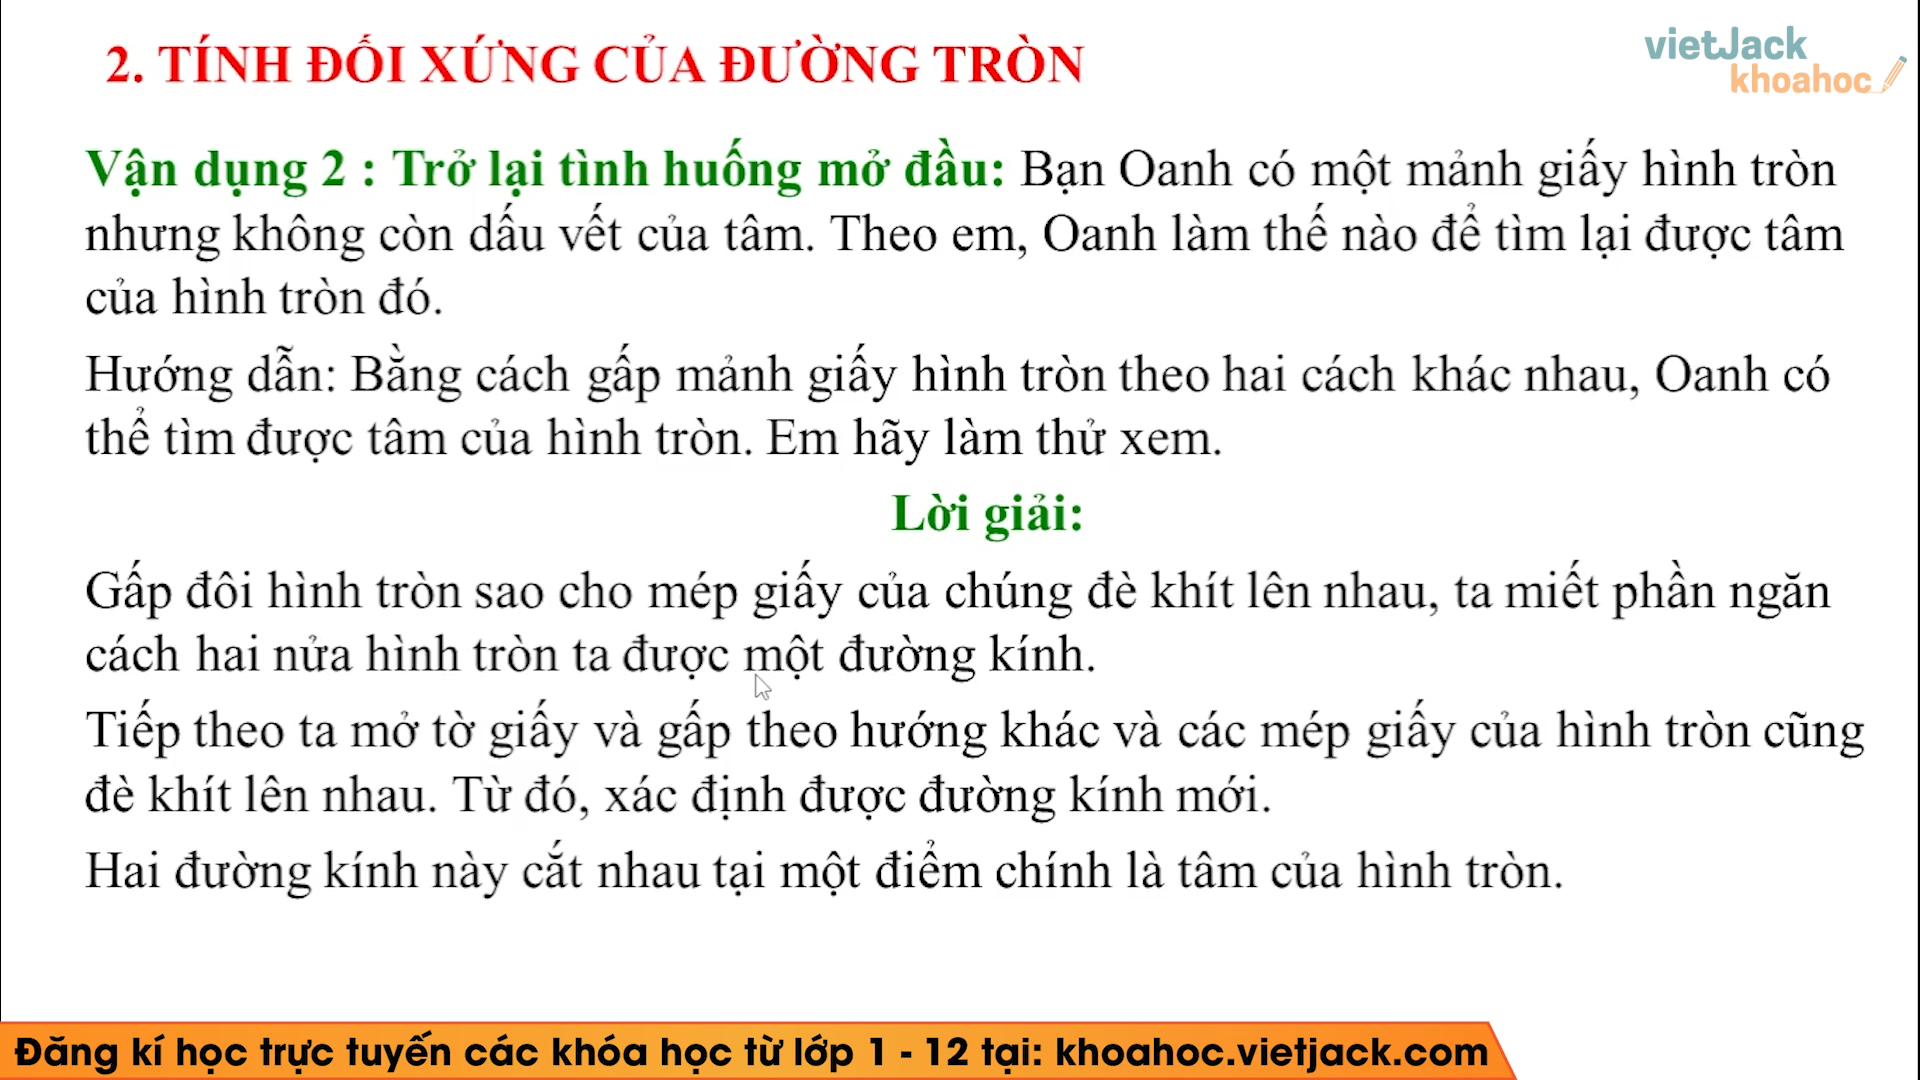 2. TÍNH ĐỐI XỨNG CỦA ĐƯỜNG TRÒN
vietJack
khoahoc
Vận dụng 2 : Trở lại tình huống mở đầu: Bạn Oanh có một mảnh giấy hình tròn
nhưng không còn dấu vết của tâm. Theo em, Oanh làm thế nào để tìm lại được tâm
của hình tròn đó.
Hướng dẫn: Bằng cách gấp mảnh giấy hình tròn theo hai cách khác nhau, Oanh có
thể tìm được tâm của hình tròn. Em hãy làm thử xem.
Lời giải:
Gấp đôi hình tròn sao cho mép giấy của chúng đè khít lên nhau, ta miết phần ngăn
cách hai nửa hình tròn ta được một đường kính.
Tiếp theo ta mở tờ giấy và gấp theo hướng khác và các mép giấy của hình tròn cũng
đè khít lên nhau. Từ đó, xác định được đường kính mới.
Hai đường kính này cắt nhau tại một điểm chính là tâm của hình tròn.
Đăng kí học trực tuyến các khóa học từ lớp 1 - 12 tại: khoahoc.vietjack.com